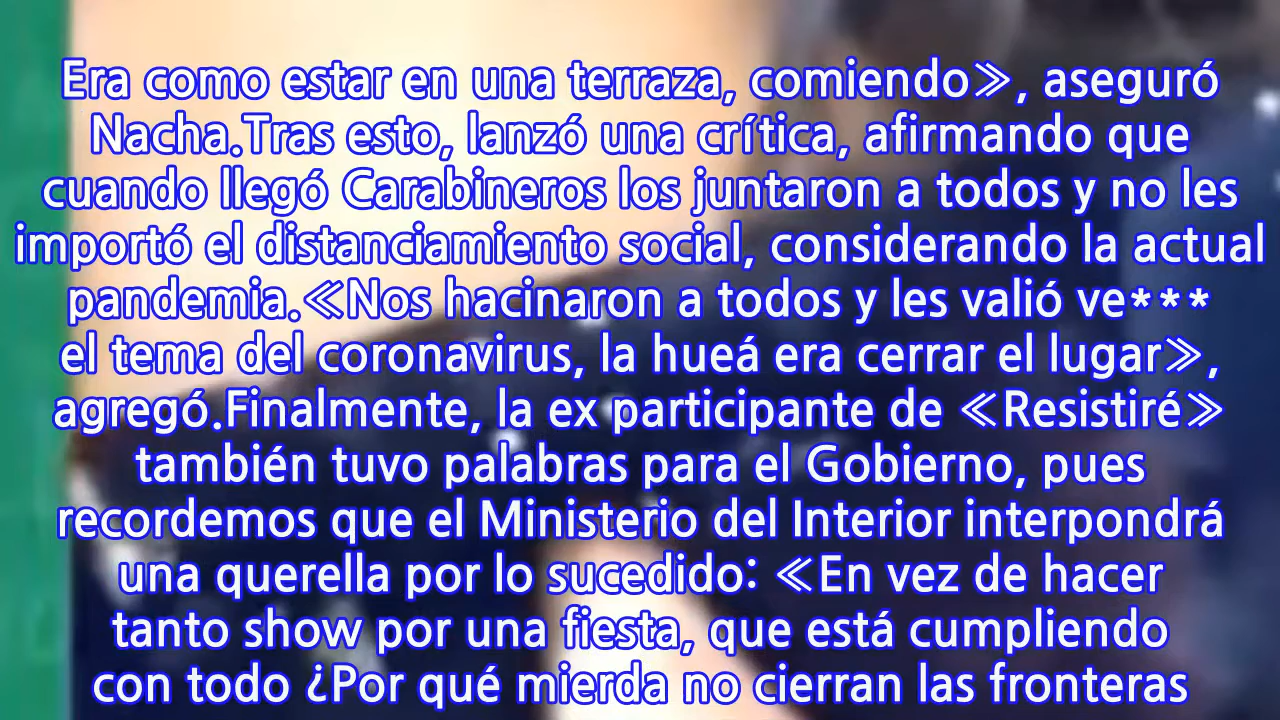 Era como estar en una terraza, comiendo≫, aseguró
Nacha.Tras esto, lanzó una crítica, afirmando que
cuando llegó Carabineros los juntaron a todos y no les
importó el distanciamiento social, considerando la actual
pandemia.≪Nos hacinaron a todos y les valió ve***
el tema del coronavirus, la hueá era cerrar el lugar≫,
agregó.Finalmente, la ex participante de ≪Resistiré≫
también tuvo palabras para el Gobierno, pues
recordemos que el Ministerio del Interior interpondrá
una querella por lo sucedido: ≪En vez de hacer
tanto show por una fiesta, que está cumpliendo
con todo ¿Por qué mierda no cierran las fronteras